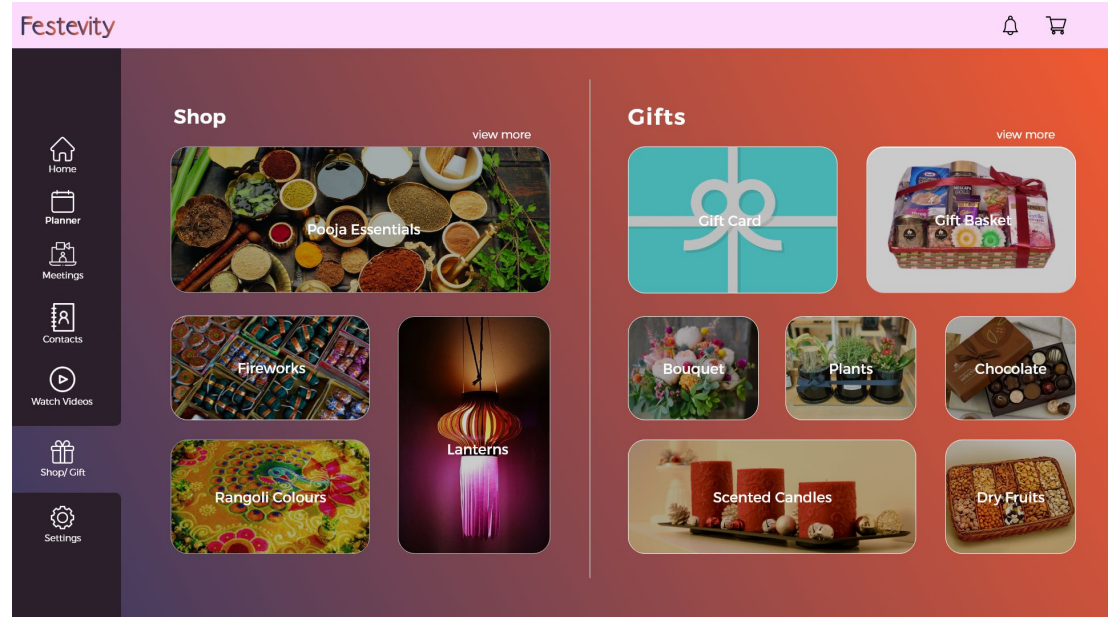 Festevity
Home
Planner
Meetings
Contacts
Watch Videos
Shop/ Gift
Settings
Shop
view more
Pooja Essentials
Fireworks
Lanterns
Rangoli Colours
Gifts
view more
Gift Card
Gift Basket
Bouquet
Plants
Chocolate
Scented Candles
Dry Fruits